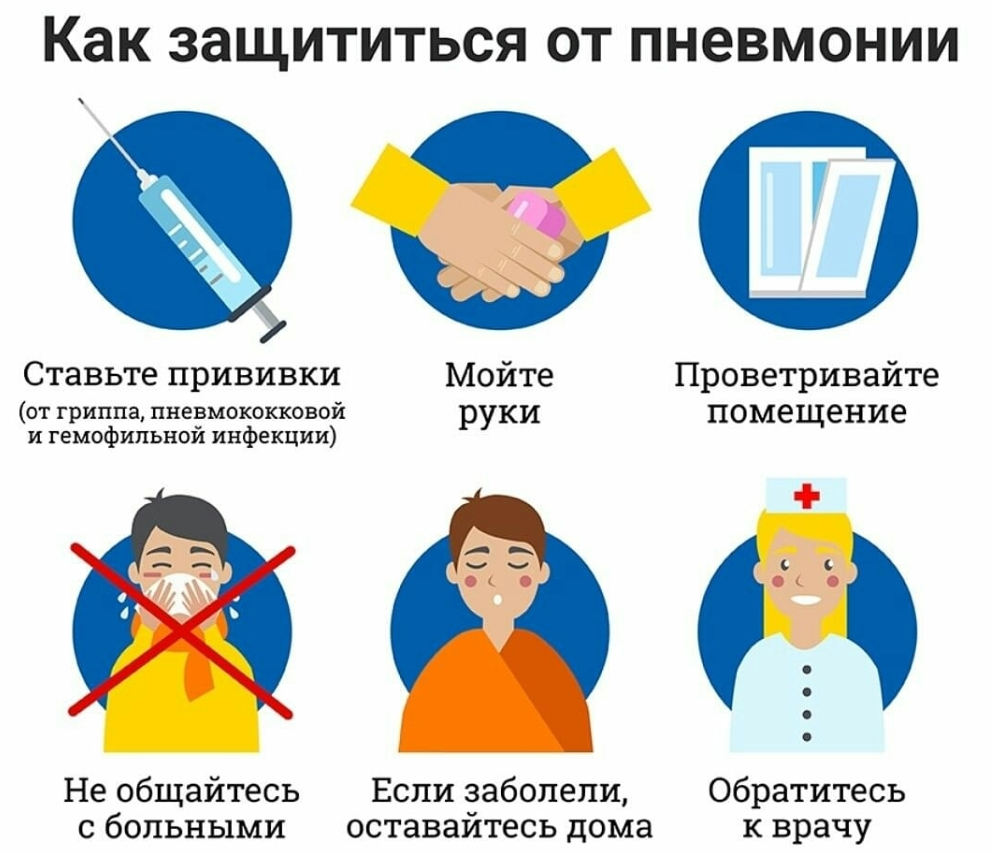 Как защититься от пневмонии
Ставьте прививки
(от гриппа, пневмококковой
и гемофильной инфекции)
Мойте
руки
Проветривайте
помещение
Не общайтесь
с больными
Если заболели,
оставайтесь дома
Обратитесь
к врачу